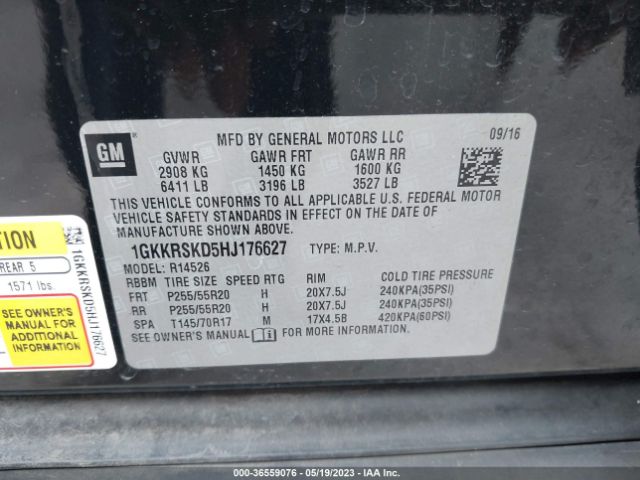 GM ®
MFD BY GENERAL MOTORS LLC 09/16
GVWR GAWR FRT GAWR RR
2908 KG 1450 KG 1600 KG
6411 LB 3196 LB 3527 LB
THIS VEHICLE CONFORMS TO ALL APPLICABLE U.S. FEDERAL MOTOR
VEHICLE SAFETY STANDARDS IN EFFECT ON THE DATE OF
MANUFACTURE SHOWN ABOVE.
1GKKRSKD5HJ176627 TYPE: M.P.V.
MODEL: R14526
RBBM TIRE SIZE SPEED RTG RIM COLD TIRE PRESSURE
FRT P255/55R20 H 20X7.5J 240KPA(35PSI)
RR P255/55R20 H 20X7.5J 240KPA(35PSI)
SPA T145/70R17 M 17X4.5B 420KPA(60PSI)
SEE OWNER'S MANUAL FOR MORE INFORMATION
TION
REAR 5
1571 lbs.
SEE OWNER'S
MANUAL FOR
ADDITIONAL
INFORMATION
1GKKRSKD5HJ176627
000-36559076 - 05/19/2023 - IAA Inc.